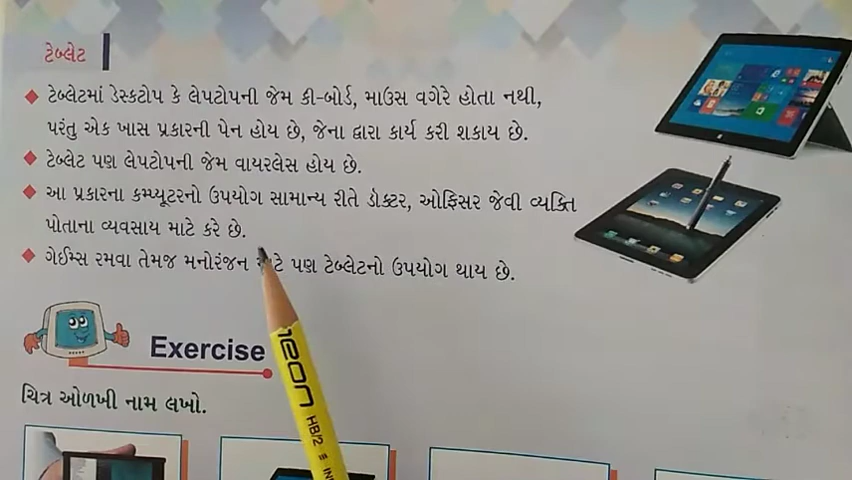 ટેબ્લેટ
ટેબ્લેટમાં ડેસ્કટોપ કે લેપટોપની જેમ કી-બોર્ડ, માઉસ વગેરે હોતા નથી,
પરંતુ એક ખાસ પ્રકારની પેન હોય છે, જેના દ્વારા કાર્ય કરી શકાય છે.
ટેબ્લેટ પણ લેપટોપની જેમ વાયરલેસ હોય છે.
આ પ્રકારના કમ્પ્યૂટરનો ઉપયોગ સામાન્ય રીતે ડૉક્ટર, ઓફિસર જેવી વ્યક્તિ
પોતાના વ્યવસાય માટે કરે છે.
ગેઈમ્સ રમવા તેમજ મનોરંજન પણ ટેબ્લેટનો ઉપયોગ થાય છે.
Exercise
ચિત્ર ઓળખી નામ લખો.
HB/2